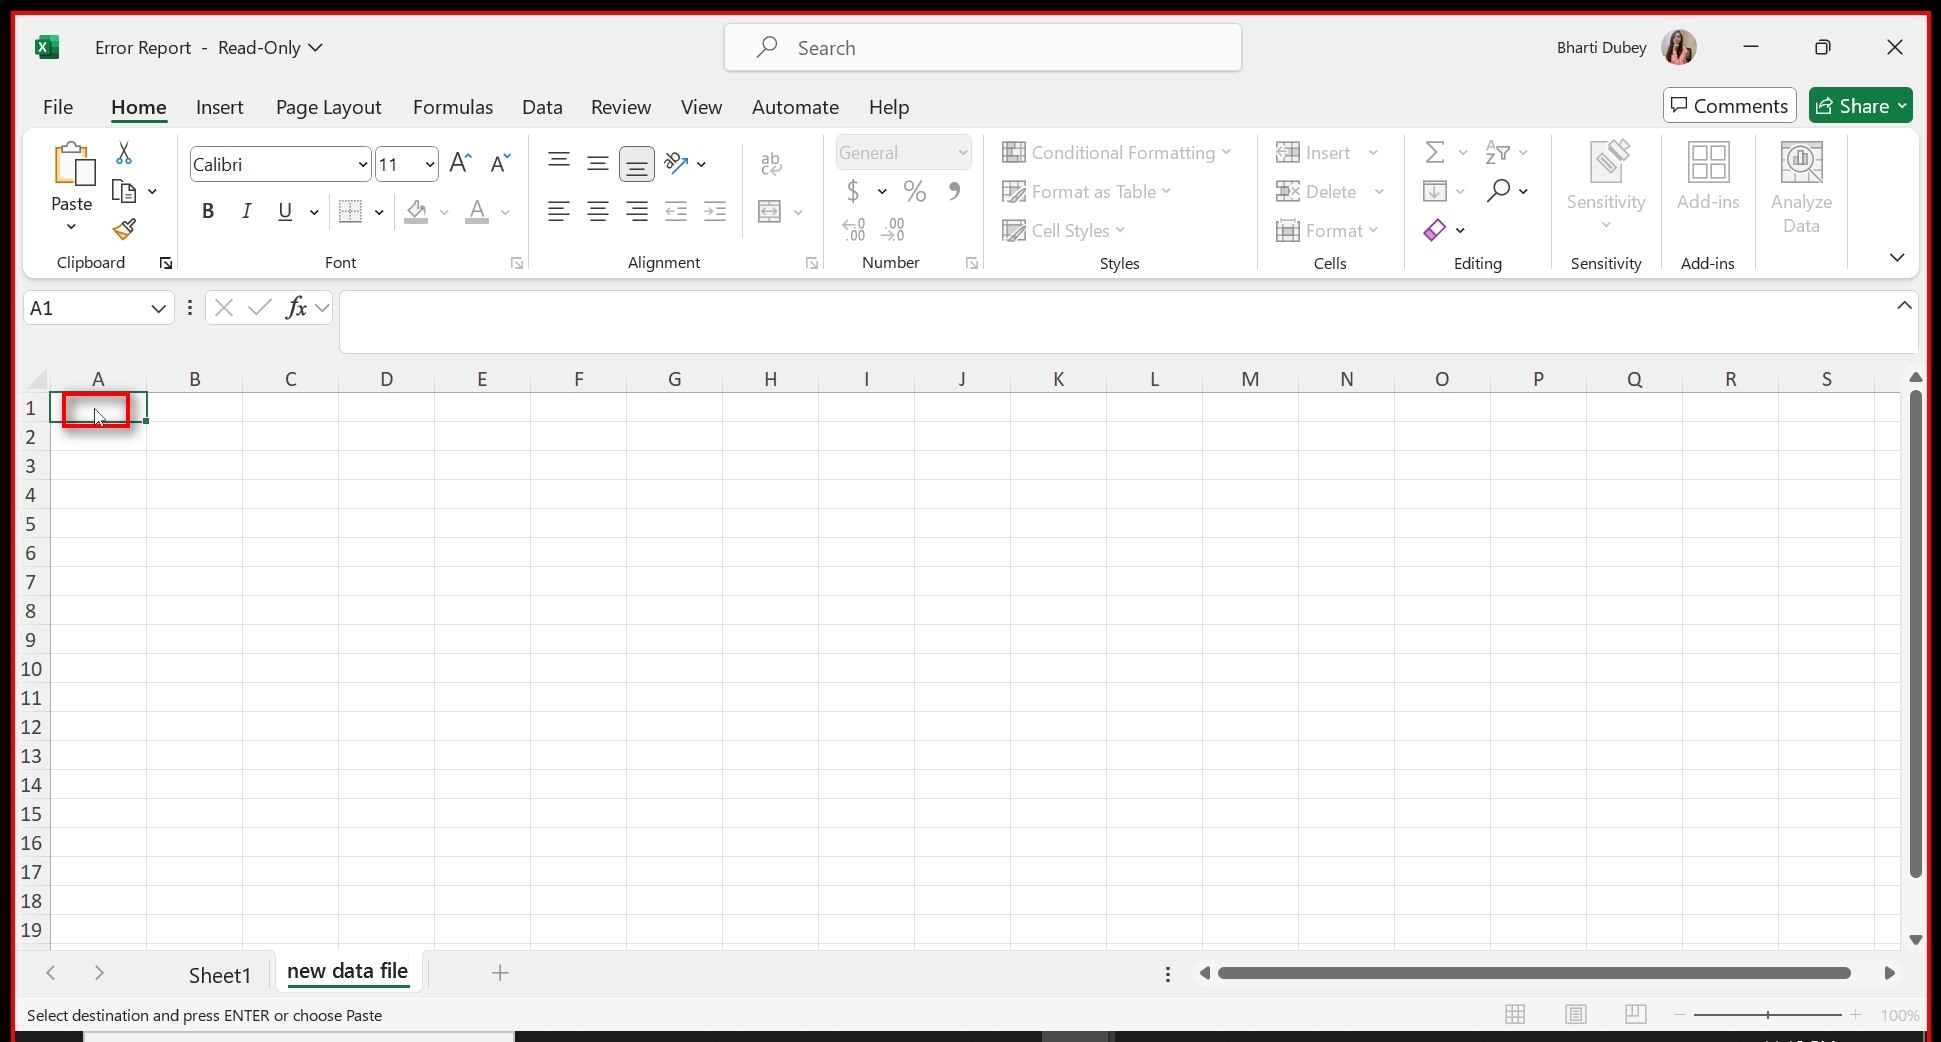 Error Report - Read-Only
Search
Bharti Dubey
File Home Insert Page Layout Formulas Data Review View Automate Help
Comments Share
Paste
Clipboard
Calibri 11
B I U
Font
ab
Alignment
General
$ % 9
.00 .00
Number
Conditional Formatting
Format as Table
Cell Styles
Styles
Insert
Delete
Format
Cells
Editing
Sensitivity
Sensitivity
Add-ins
Add-ins
Analyze
Data
A1 fx
A B C D E F G H I J K L M N O P Q R S
1
2
3
4
5
6
7
8
9
10
11
12
13
14
15
16
17
18
19
Sheet1 new data file
Select destination and press ENTER or choose Paste
100%